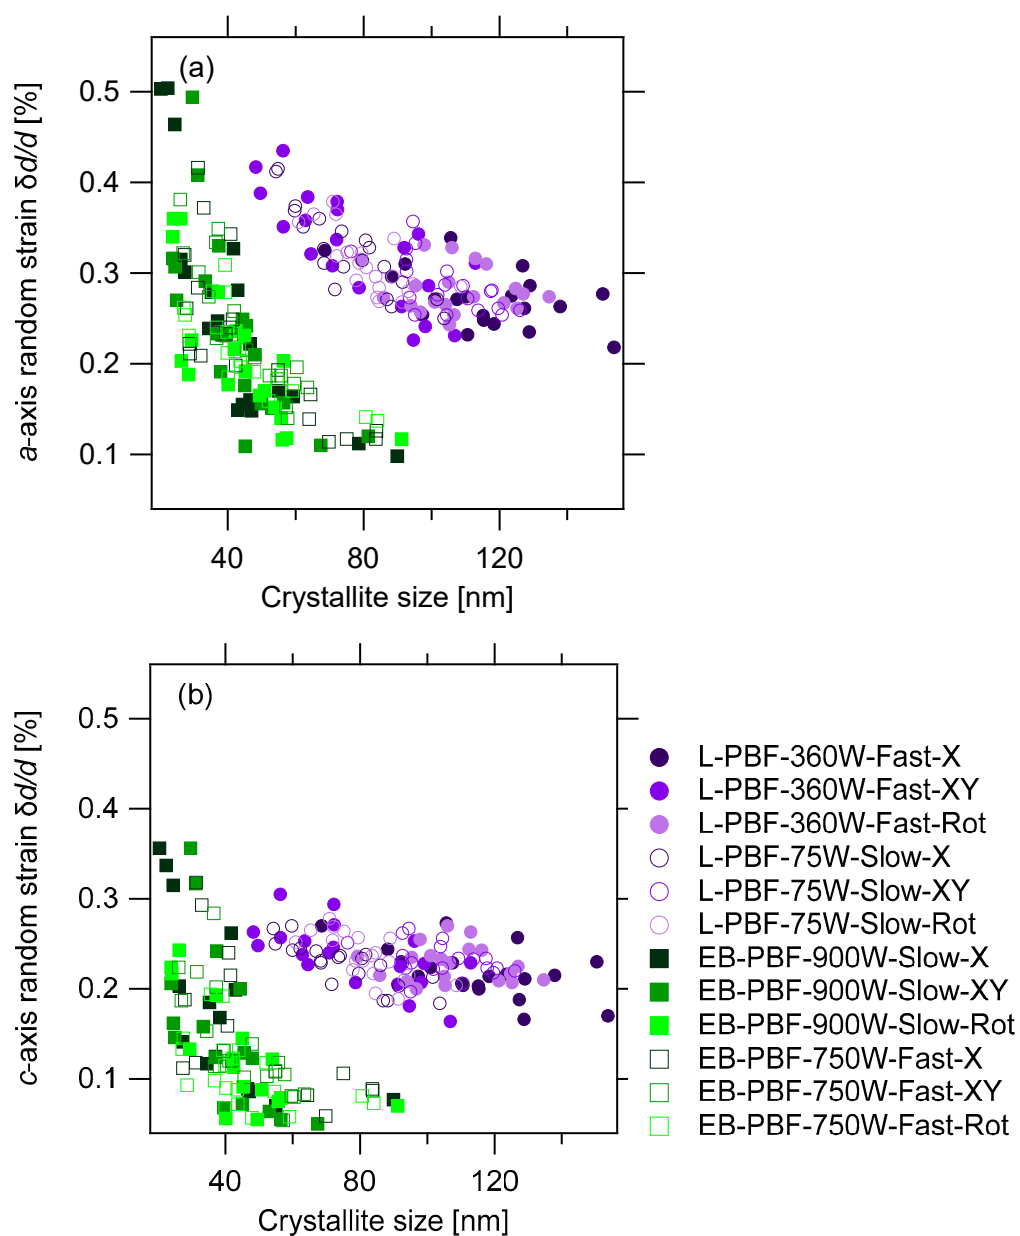 (a)
a-axis random strain δd/d [%]
0.5
0.4
0.3
0.2
0.1
40 80 120
Crystallite size [nm]
(b)
c-axis random strain δd/d [%]
0.5
0.4
0.3
0.2
0.1
40 80 120
Crystallite size [nm]
L-PBF-360W-Fast-X
L-PBF-360W-Fast-XY
L-PBF-360W-Fast-Rot
L-PBF-75W-Slow-X
L-PBF-75W-Slow-XY
L-PBF-75W-Slow-Rot
EB-PBF-900W-Slow-X
EB-PBF-900W-Slow-XY
EB-PBF-900W-Slow-Rot
EB-PBF-750W-Fast-X
EB-PBF-750W-Fast-XY
EB-PBF-750W-Fast-Rot